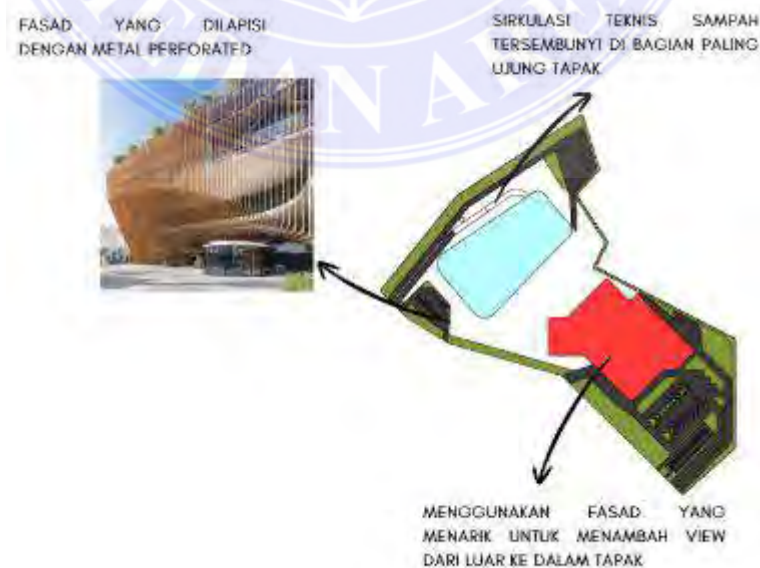 FASAD YANG DILAPISI
DENGAN METAL PERFORATED
SIRKULASI TEKNIS SAMPAH
TERSEMBUNYI DI BAGIAN PALING
UJUNG TAPAK
MENGGUNAKAN FASAD YANG
MENARIK UNTUK MENAMBAH VIEW
DARI LUAR KE DALAM TAPAK